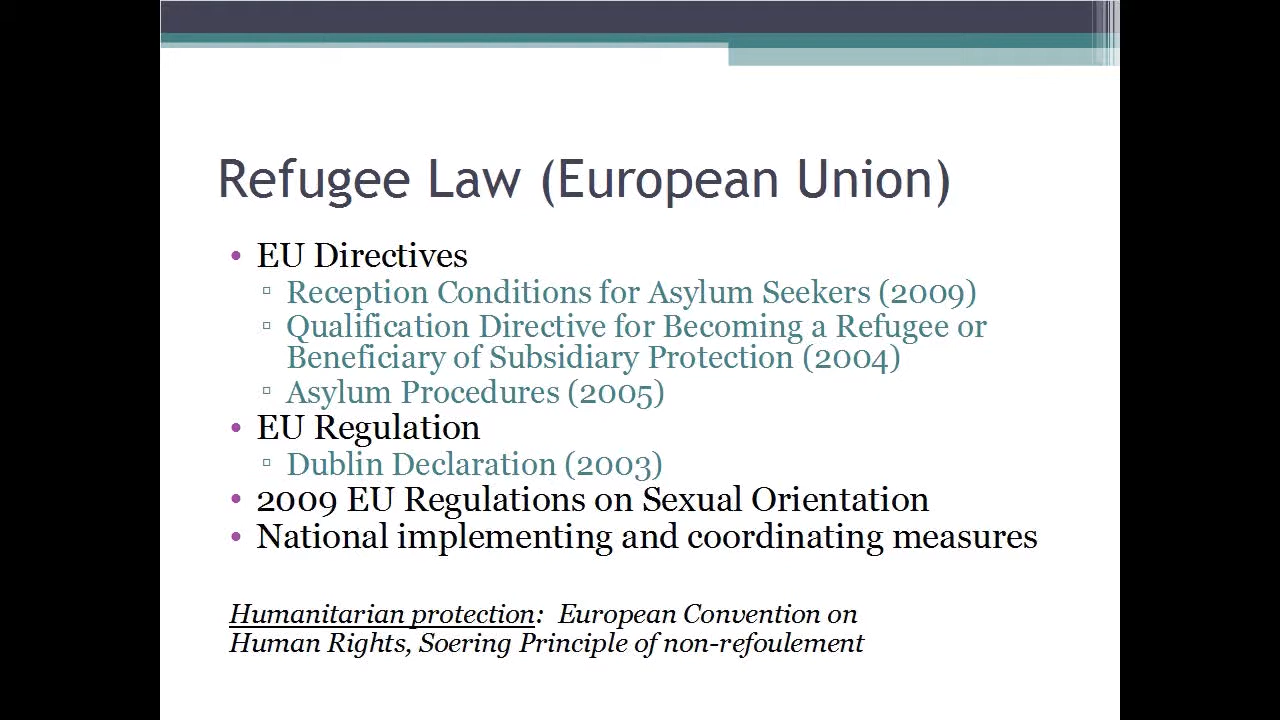 Refugee Law (European Union)
• EU Directives
▫ Reception Conditions for Asylum Seekers (2009)
▫ Qualification Directive for Becoming a Refugee or
Beneficiary of Subsidiary Protection (2004)
▫ Asylum Procedures (2005)
• EU Regulation
▫ Dublin Declaration (2003)
• 2009 EU Regulations on Sexual Orientation
• National implementing and coordinating measures
Humanitarian protection: European Convention on
Human Rights, Soering Principle of non-refoulement